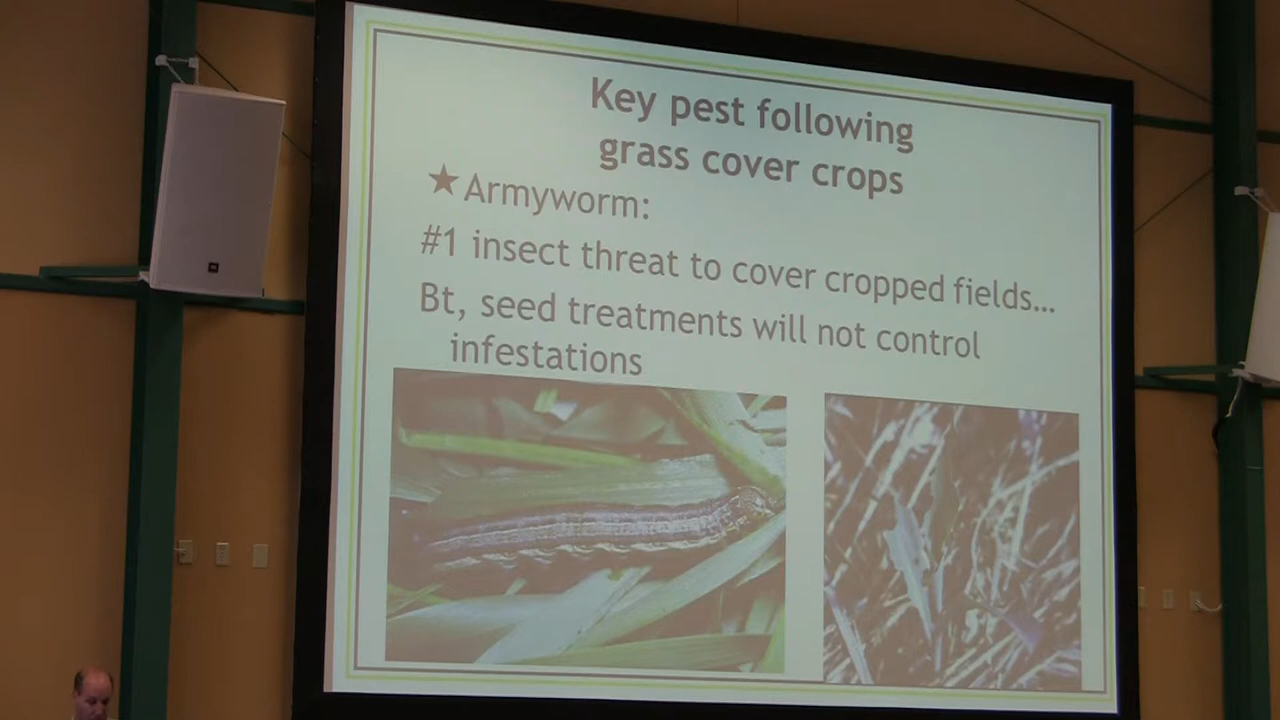 Key pest following
grass cover crops
★Armyworm:
#1 insect threat to cover cropped fields...
Bt, seed treatments will not control
infestations
JBL